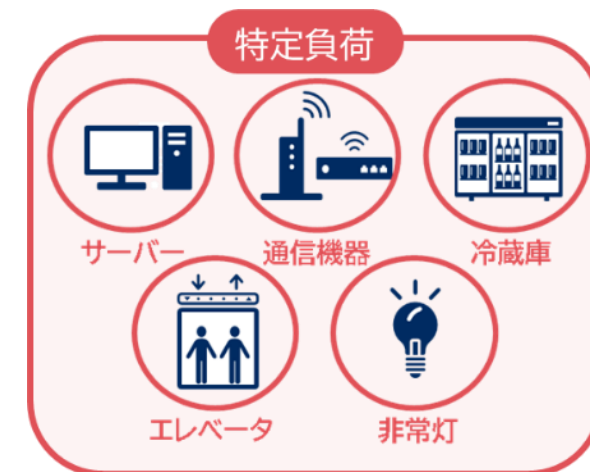 特定負荷
サーバー
通信機器
冷蔵庫
エレベータ
非常灯